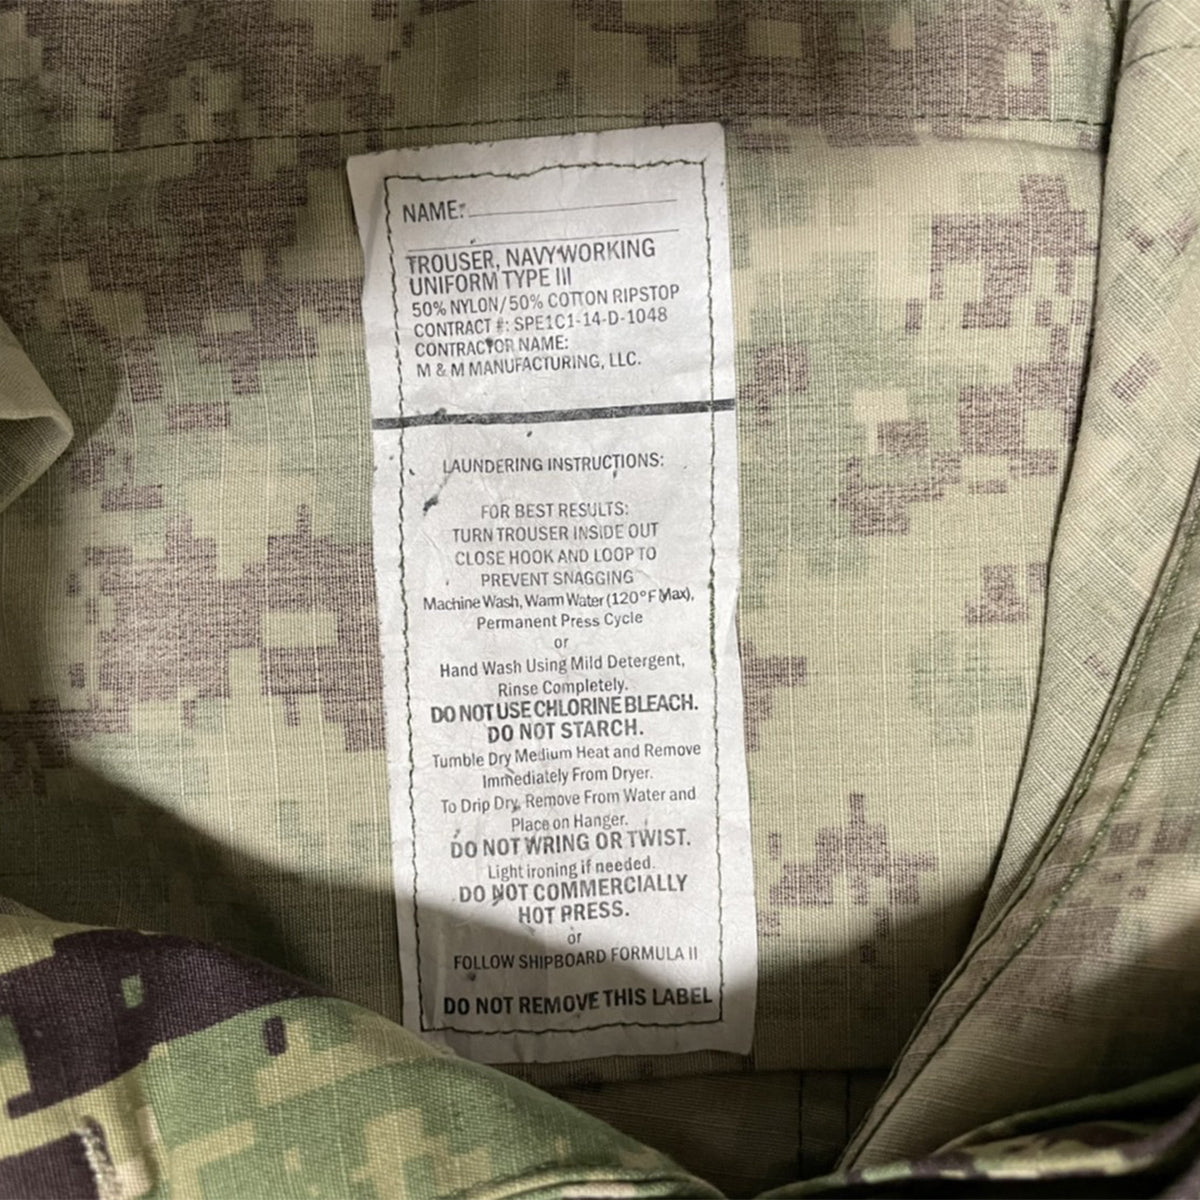 NAME:
TROUSER, NAVY WORKING
UNIFORM TYPE III
50% NYLON/50% COTTON RIPSTOP
CONTRACT #: SPE1C1-14-D-1048
CONTRACTOR NAME:
M & M MANUFACTURING, LLC.
LAUNDERING INSTRUCTIONS:
FOR BEST RESULTS:
TURN TROUSER INSIDE OUT
CLOSE HOOK AND LOOP TO
PREVENT SNAGGING
Machine Wash, Warm Water (120°F Max),
Permanent Press Cycle
or
Hand Wash Using Mild Detergent,
Rinse Completely.
DO NOT USE CHLORINE BLEACH.
DO NOT STARCH.
Tumble Dry Medium Heat and Remove
Immediately From Dryer.
To Drip Dry, Remove From Water and
Place on Hanger.
DO NOT WRING OR TWIST.
Light ironing if needed.
DO NOT COMMERCIALLY
HOT PRESS.
or
FOLLOW SHIPBOARD FORMULA II
DO NOT REMOVE THIS LABEL